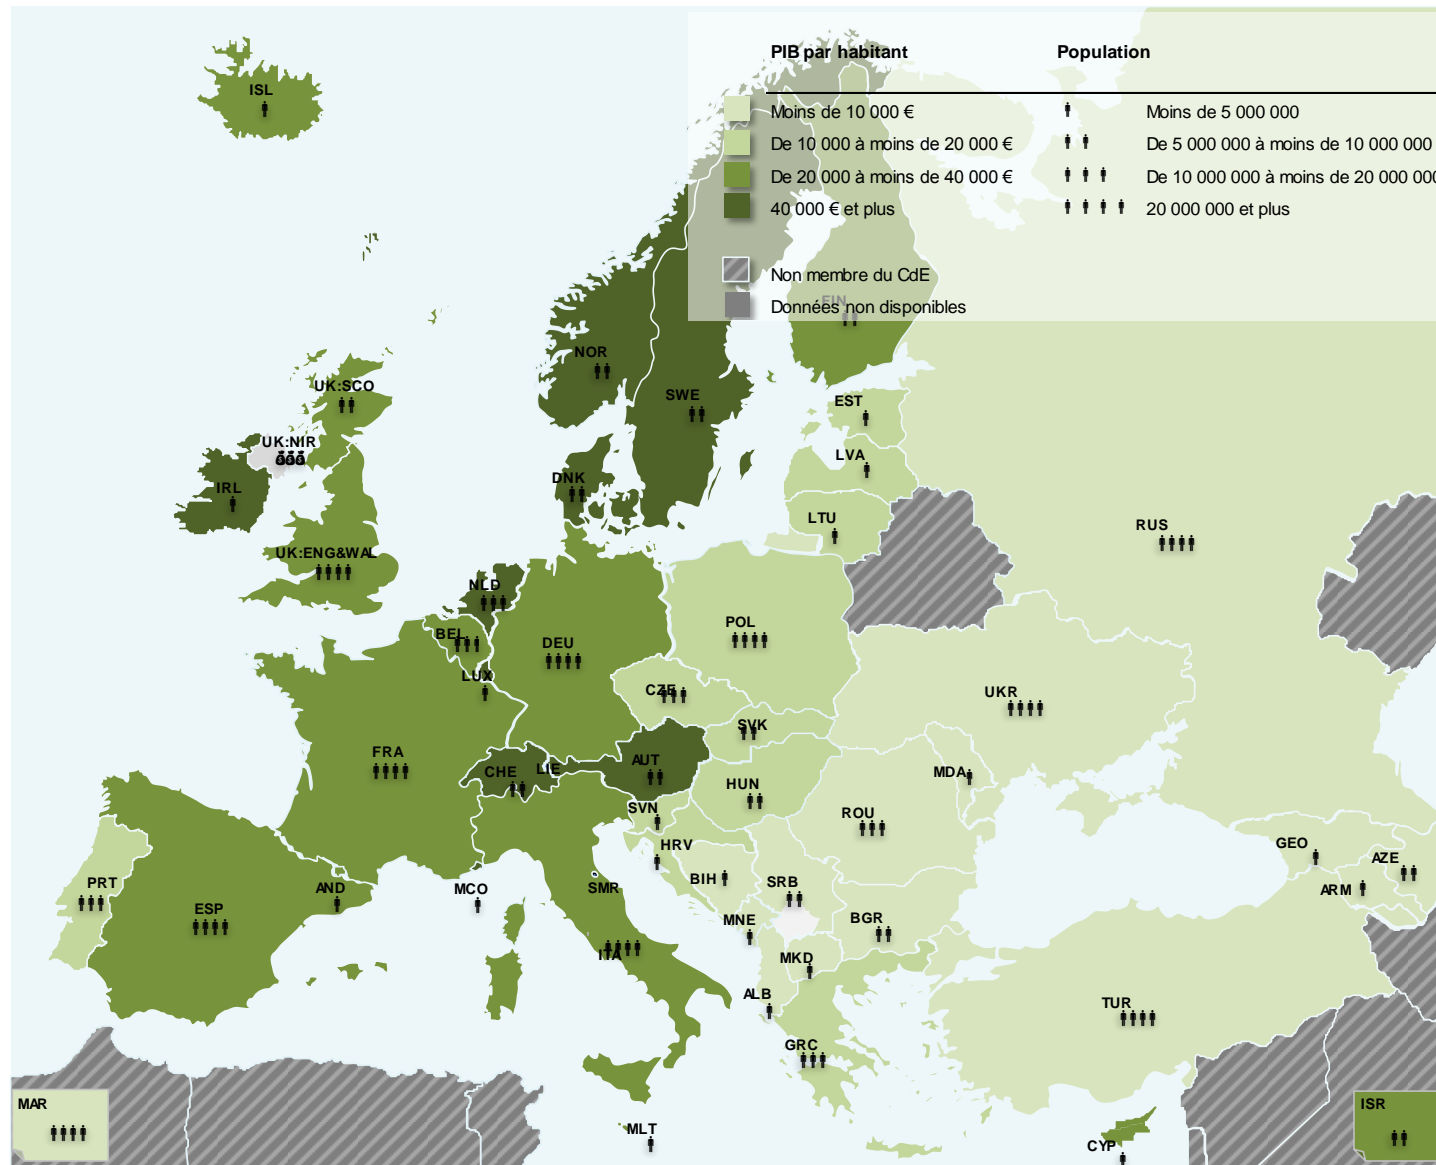 PIB par habitant
Population
Moins de 10 000 €
Moins de 5 000 000
De 10 000 à moins de 20 000 €
De 5 000 000 à moins de 10 000 000
De 20 000 à moins de 40 000 €
De 10 000 000 à moins de 20 000 000
40 000 € et plus
20 000 000 et plus
Non membre du CdE
Données non disponibles
ISL
FIN
NOR
UK:SCO
SWE
EST
UK:NIR
LVA
IRL
DNK
LTU
RUS
UK:ENG&WAL
NLD
BEL
DEU
POL
LUX
CZE
UKR
SVK
FRA
CHE
LIE
AUT
MDA
HUN
SVN
ROU
HRV
GEO
AZE
PRT
AND
MCO
SMR
BIH
SRB
ARM
ESP
MNE
BGR
ITA
MKD
ALB
TUR
GRC
MAR
ISR
MLT
CYP